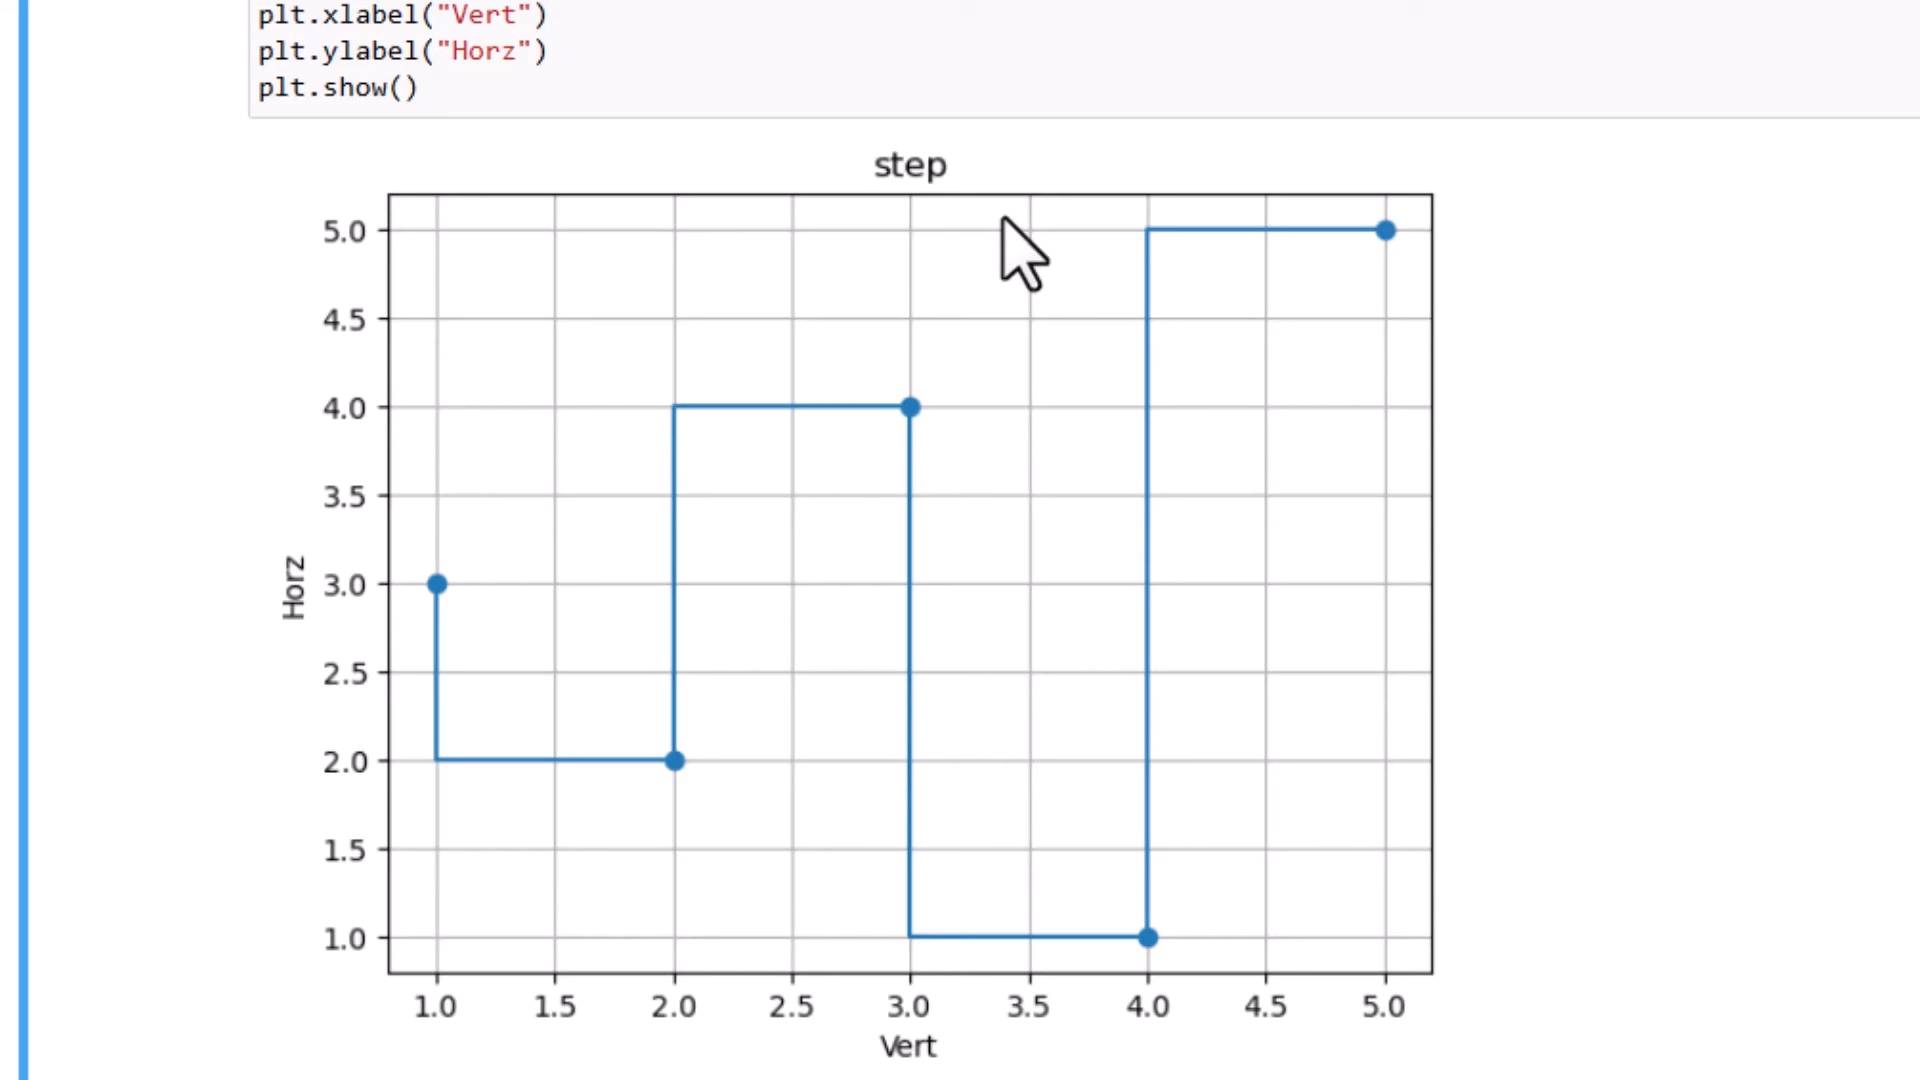 plt.xlabel("Vert")
plt.ylabel("Horz")
plt.show()
step
5.0
4.5
4.0
3.5
3.0
2.5
2.0
1.5
1.0
Horz
1.0 1.5 2.0 2.5 3.0 3.5 4.0 4.5 5.0
Vert